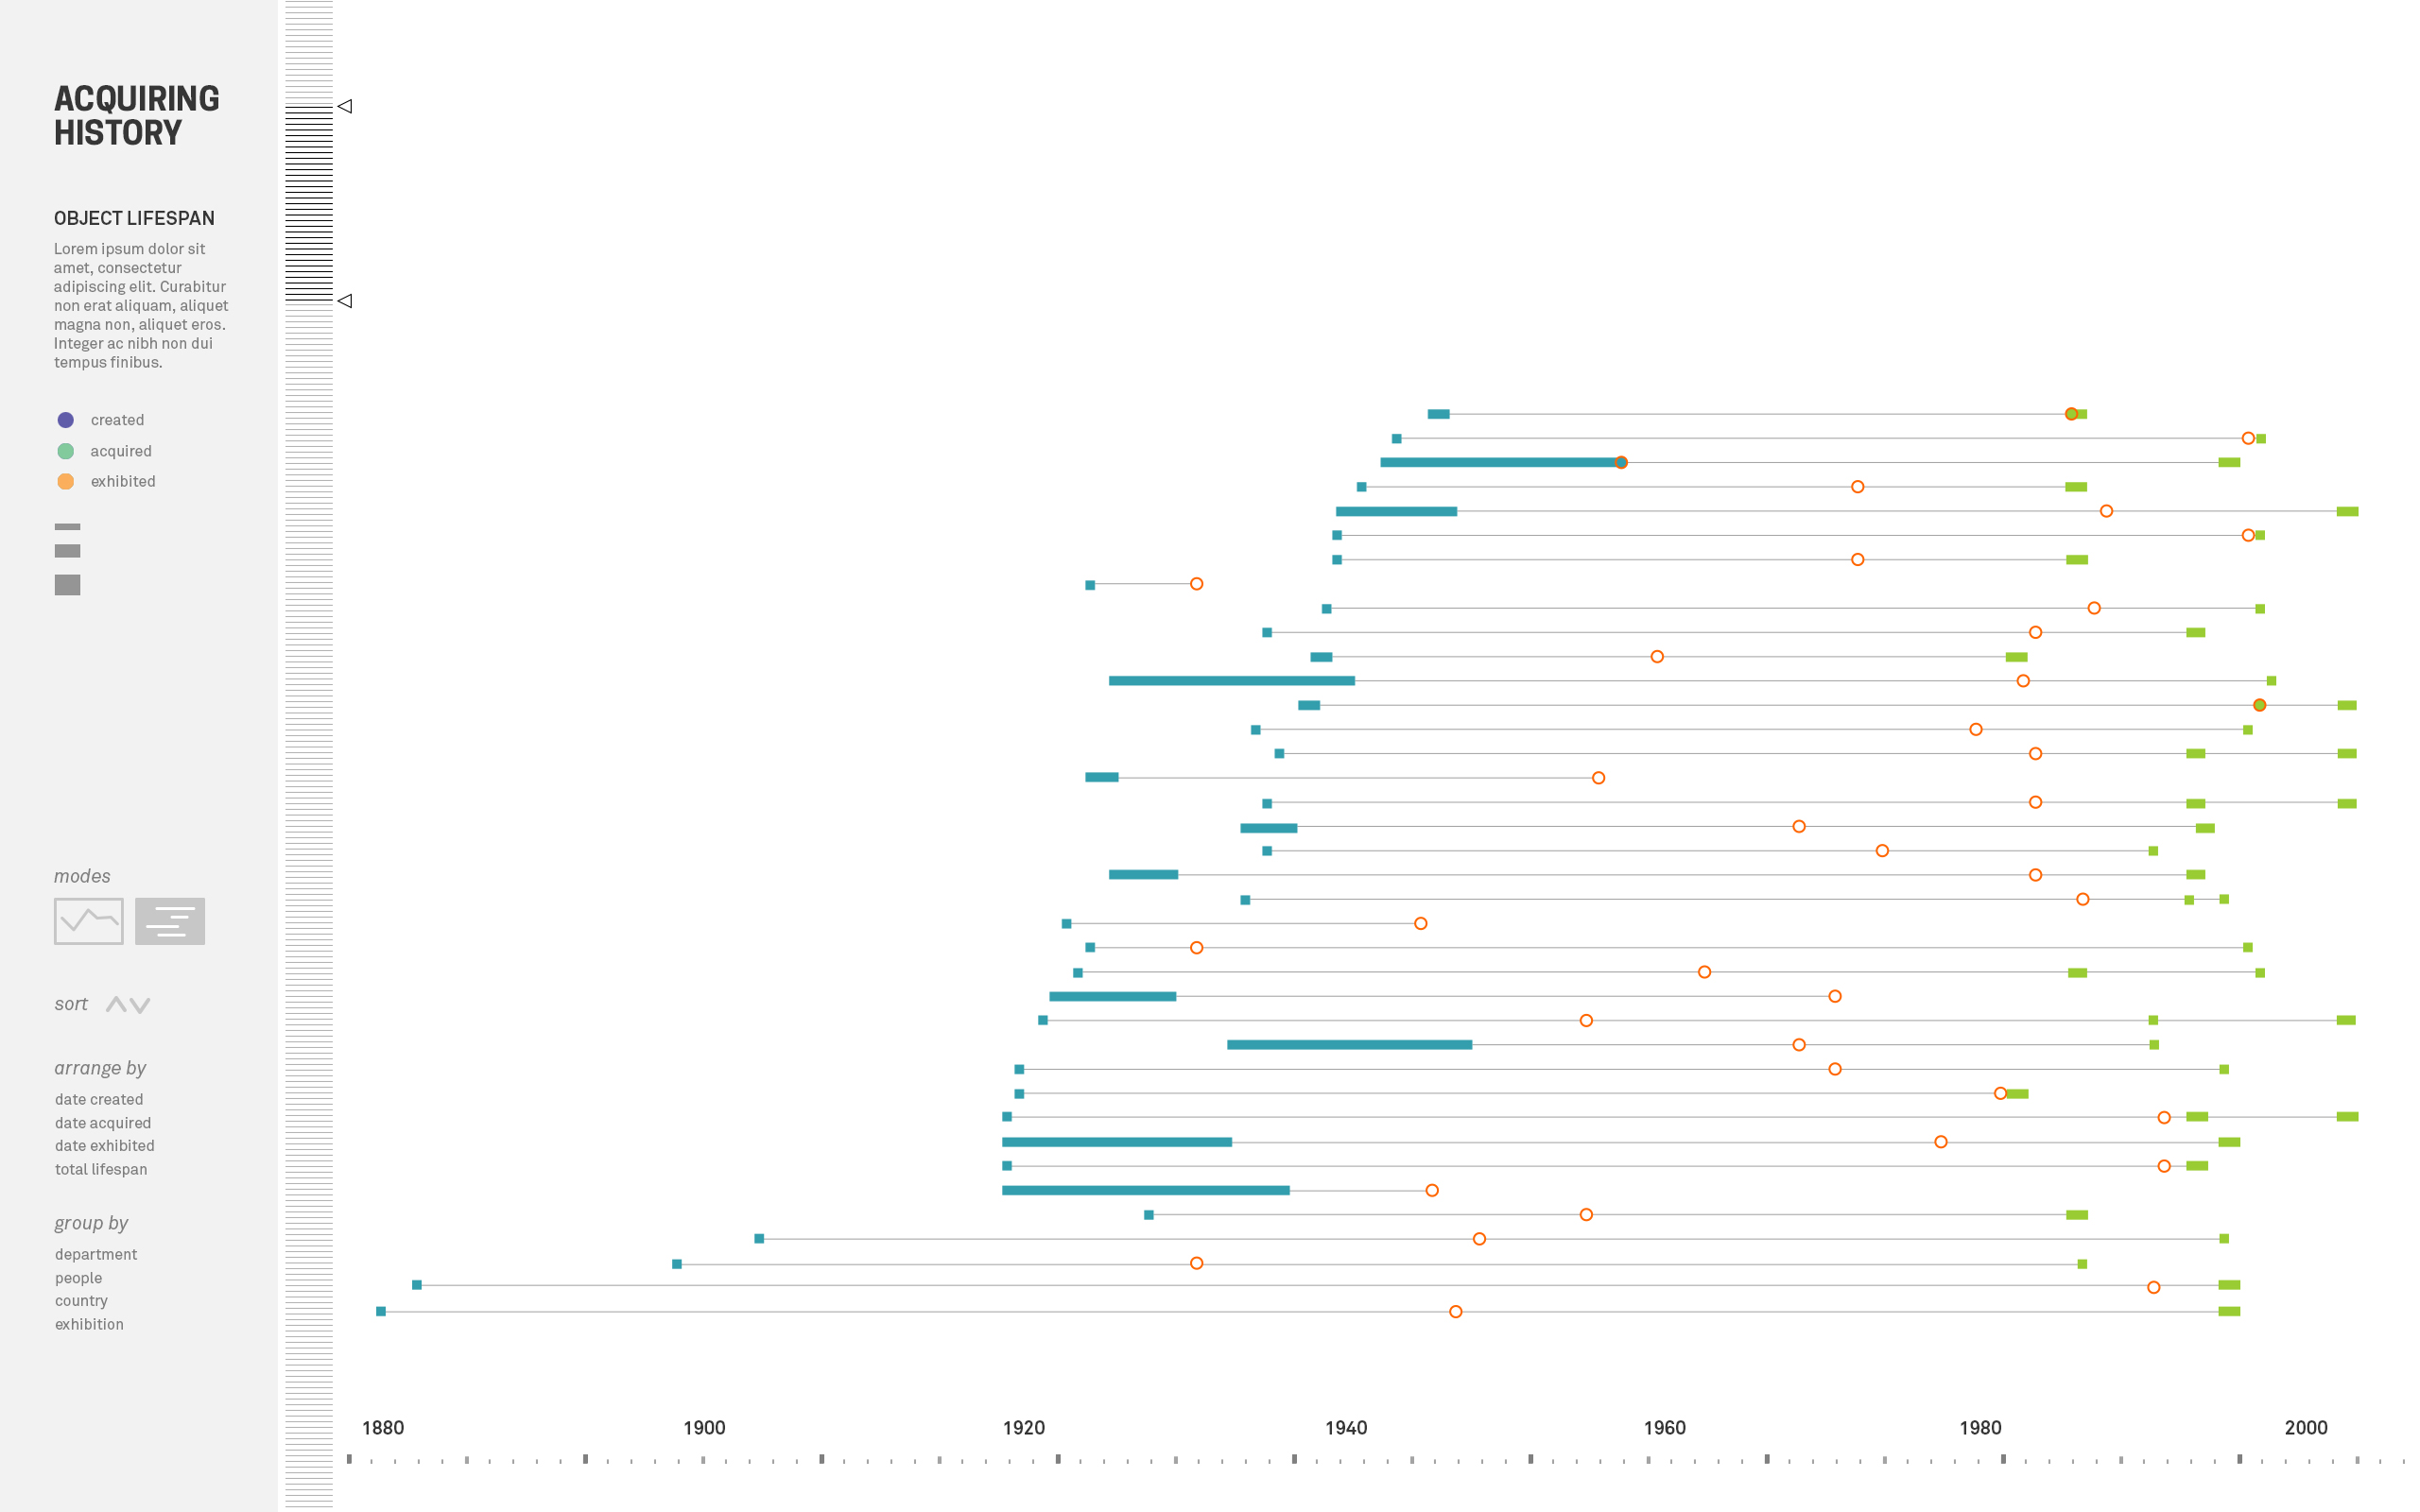 ACQUIRING
HISTORY
OBJECT LIFESPAN
Lorem ipsum dolor sit
amet, consectetur
adipiscing elit. Curabitur
non erat aliquam, aliquet
magna non, aliquet eros.
Integer ac nibh non dui
tempus finibus.
created
acquired
exhibited
modes
sort
arrange by
date created
date acquired
date exhibited
total lifespan
group by
department
people
country
exhibition
1880 1900 1920 1940 1960 1980 2000